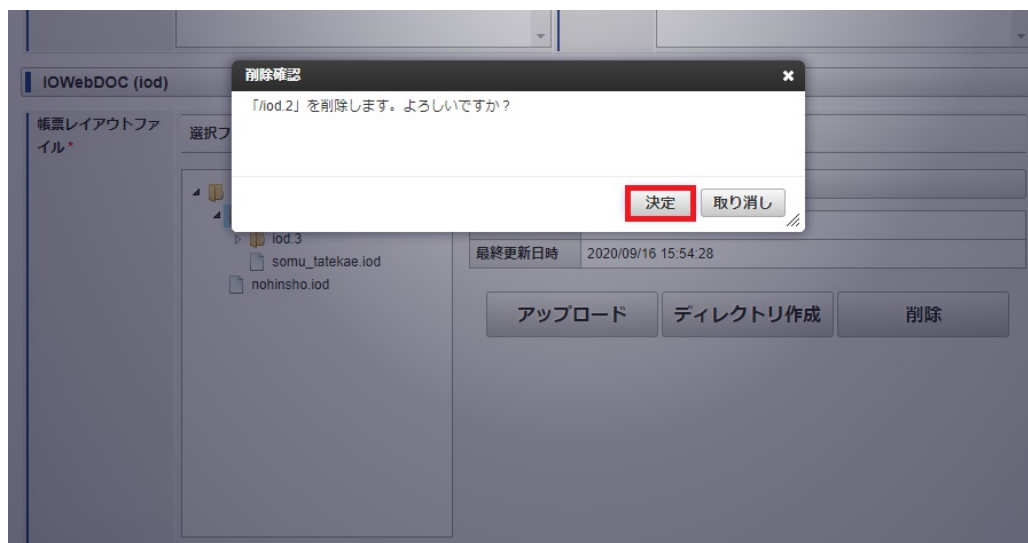 IOWebDOC (iod)
削除確認
「/iod.2」を削除します。よろしいですか?
決定
取り消し
帳票レイアウトファ
イル*
選択フ
iod.3
somu_tatekae.iod
nohinsho.iod
最終更新日時
2020/09/16 15:54:28
アップロード
ディレクトリ作成
削除